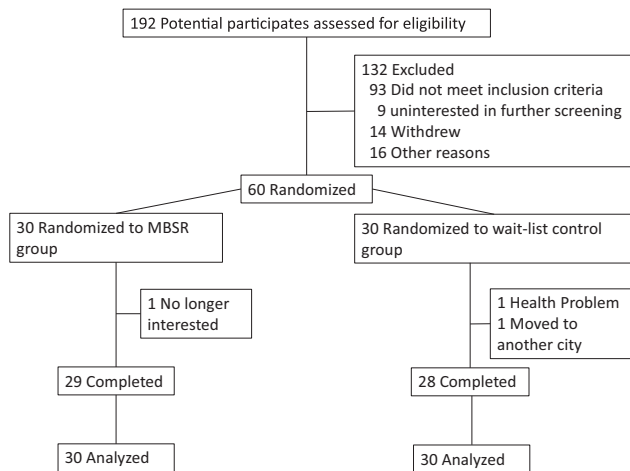 192 Potential participates assessed for eligibility
132 Excluded
93 Did not meet inclusion criteria
9 uninterested in further screening
14 Withdrew
16 Other reasons
60 Randomized
30 Randomized to MBSR
group
30 Randomized to wait-list control
group
1 No longer
interested
1 Health Problem
1 Moved to
another city
29 Completed
28 Completed
30 Analyzed
30 Analyzed